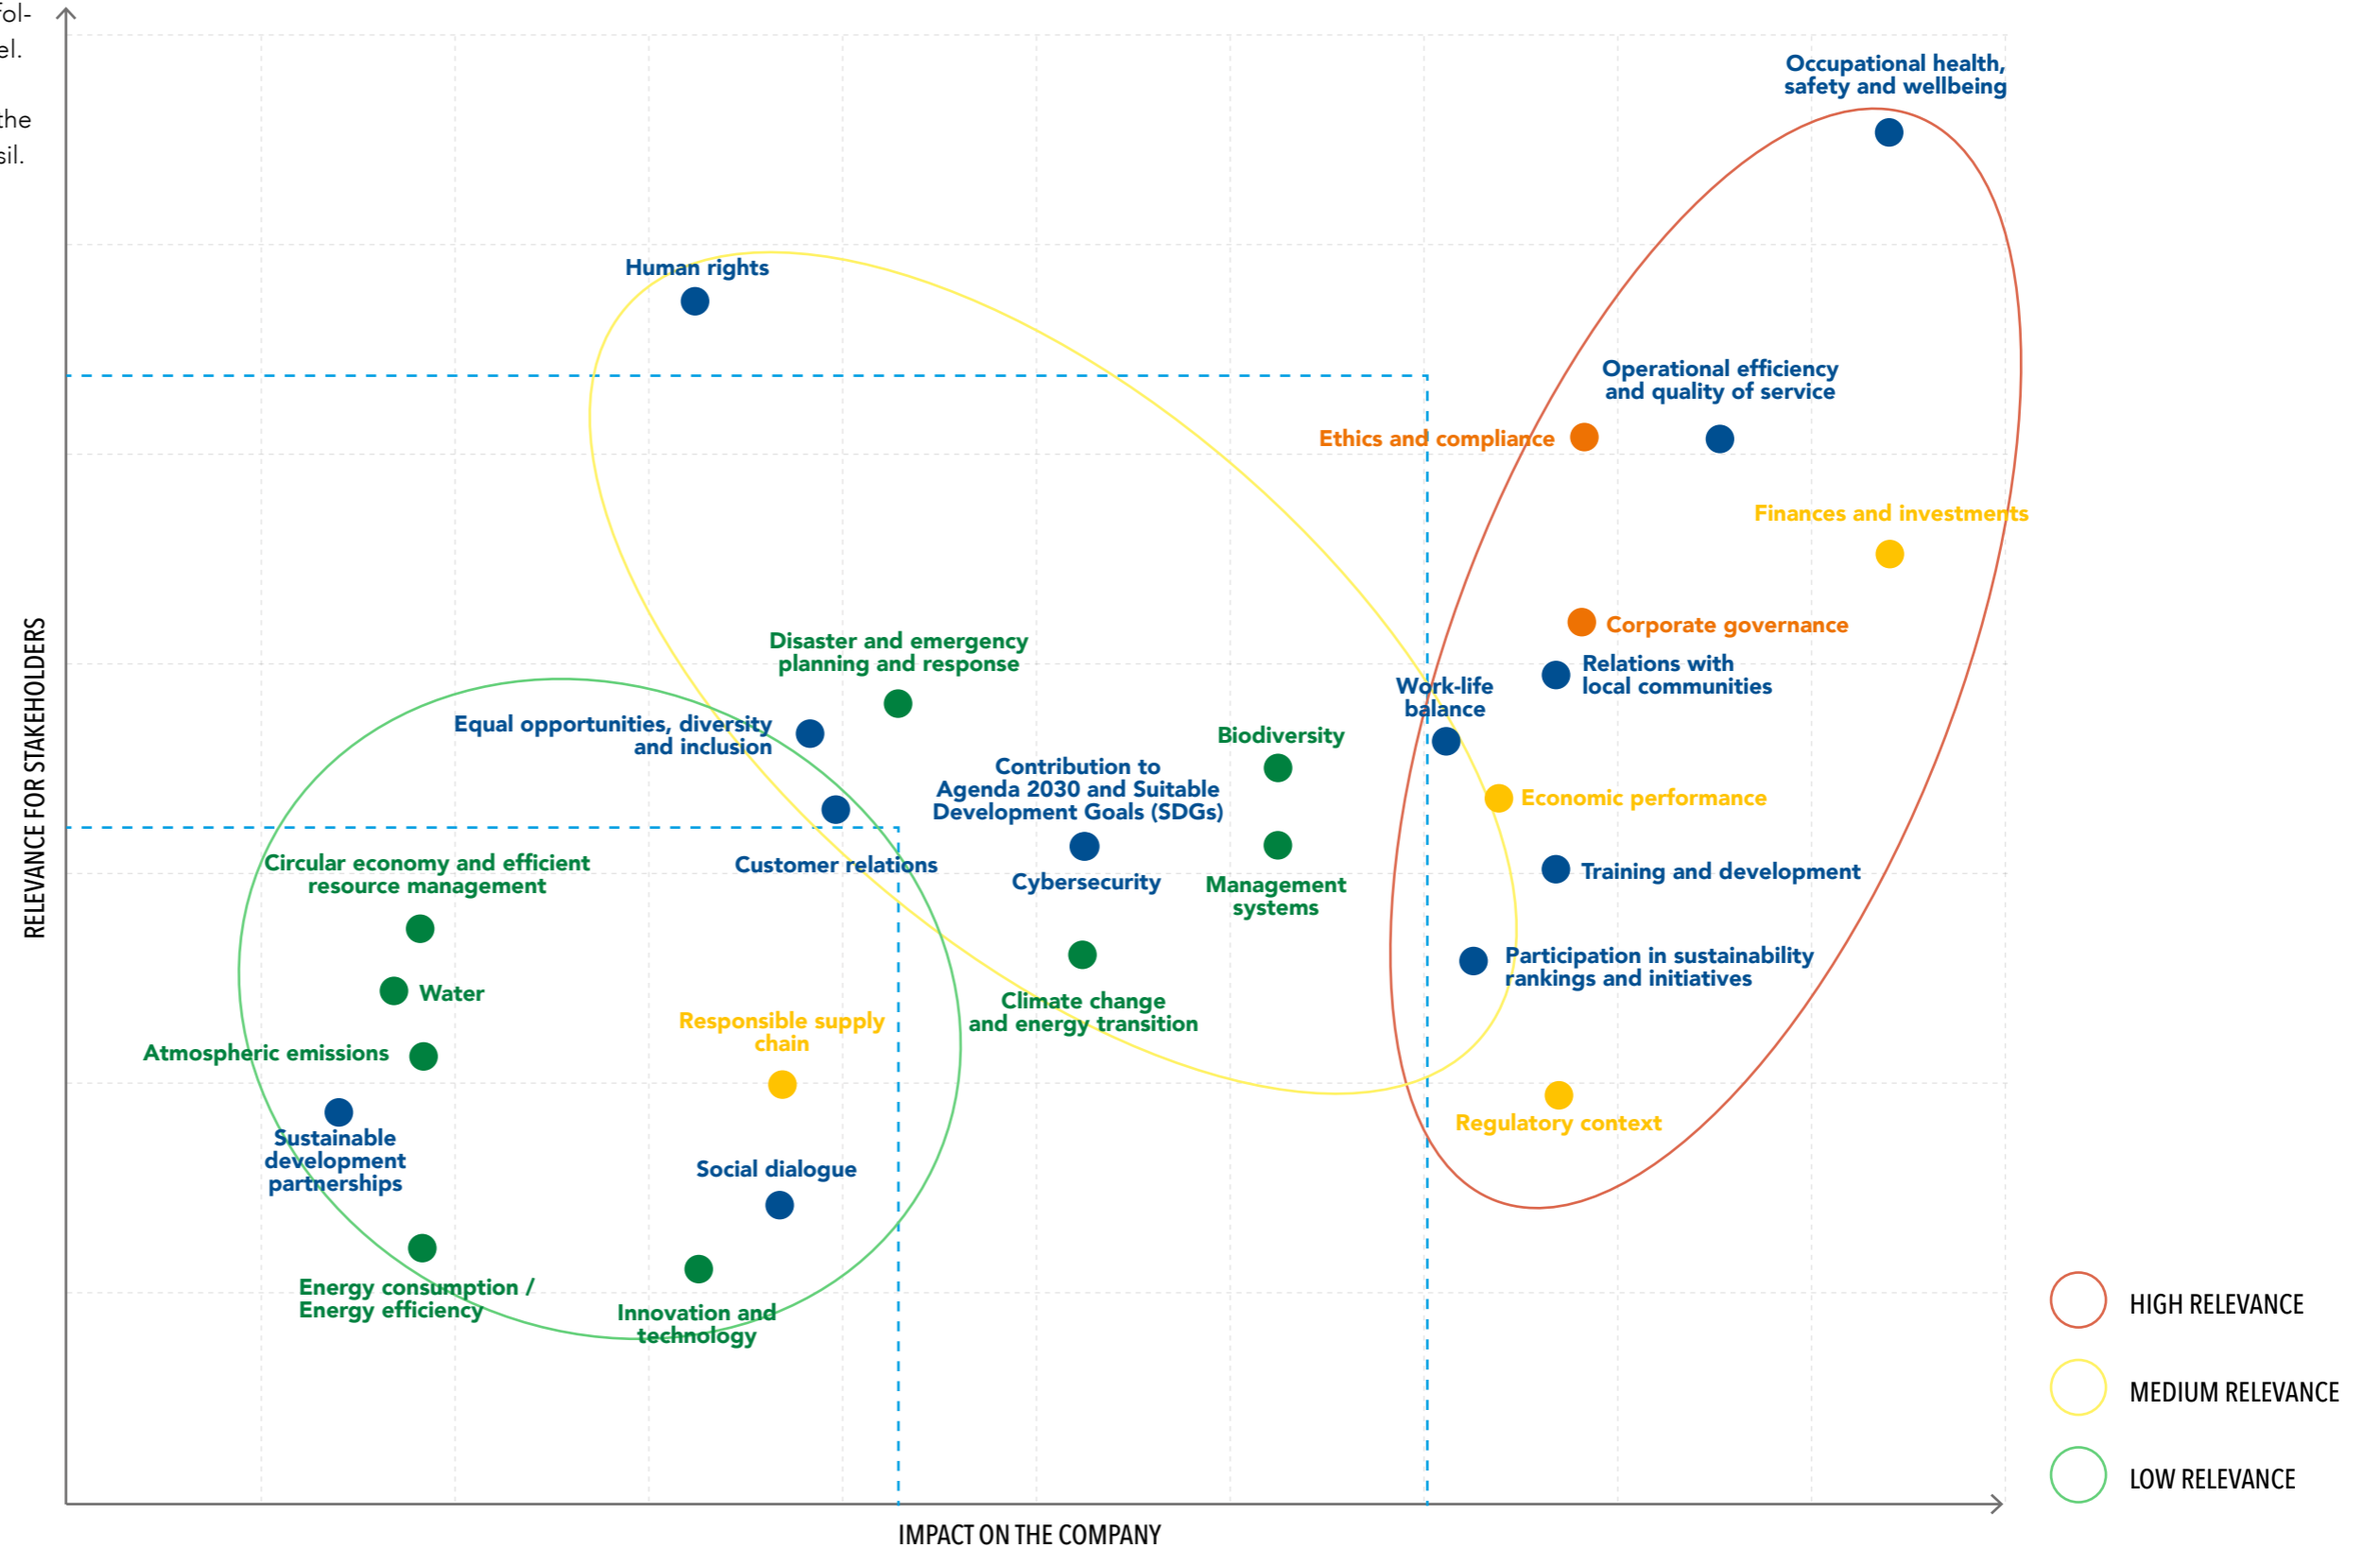 fol-
el.
the
sil.
Occupational health,
safety and wellbeing
Human rights
Operational efficiency
and quality of service
Ethics and compliance
Finances and investments
Corporate governance
Disaster and emergency
planning and response
Relations with
local communities
Work-life
balance
Equal opportunities, diversity
and inclusion
Biodiversity
Contribution to
Agenda 2030 and Suitable
Development Goals (SDGs)
Economic performance
Circular economy and efficient
resource management
Customer relations
Cybersecurity
Management
systems
Training and development
Participation in sustainability
rankings and initiatives
Water
Climate change
and energy transition
Responsible supply
chain
Atmospheric emissions
Regulatory context
Sustainable
development
partnerships
Social dialogue
Energy consumption /
Energy efficiency
Innovation and
technology
RELEVANCE FOR STAKEHOLDERS
IMPACT ON THE COMPANY
HIGH RELEVANCE
MEDIUM RELEVANCE
LOW RELEVANCE